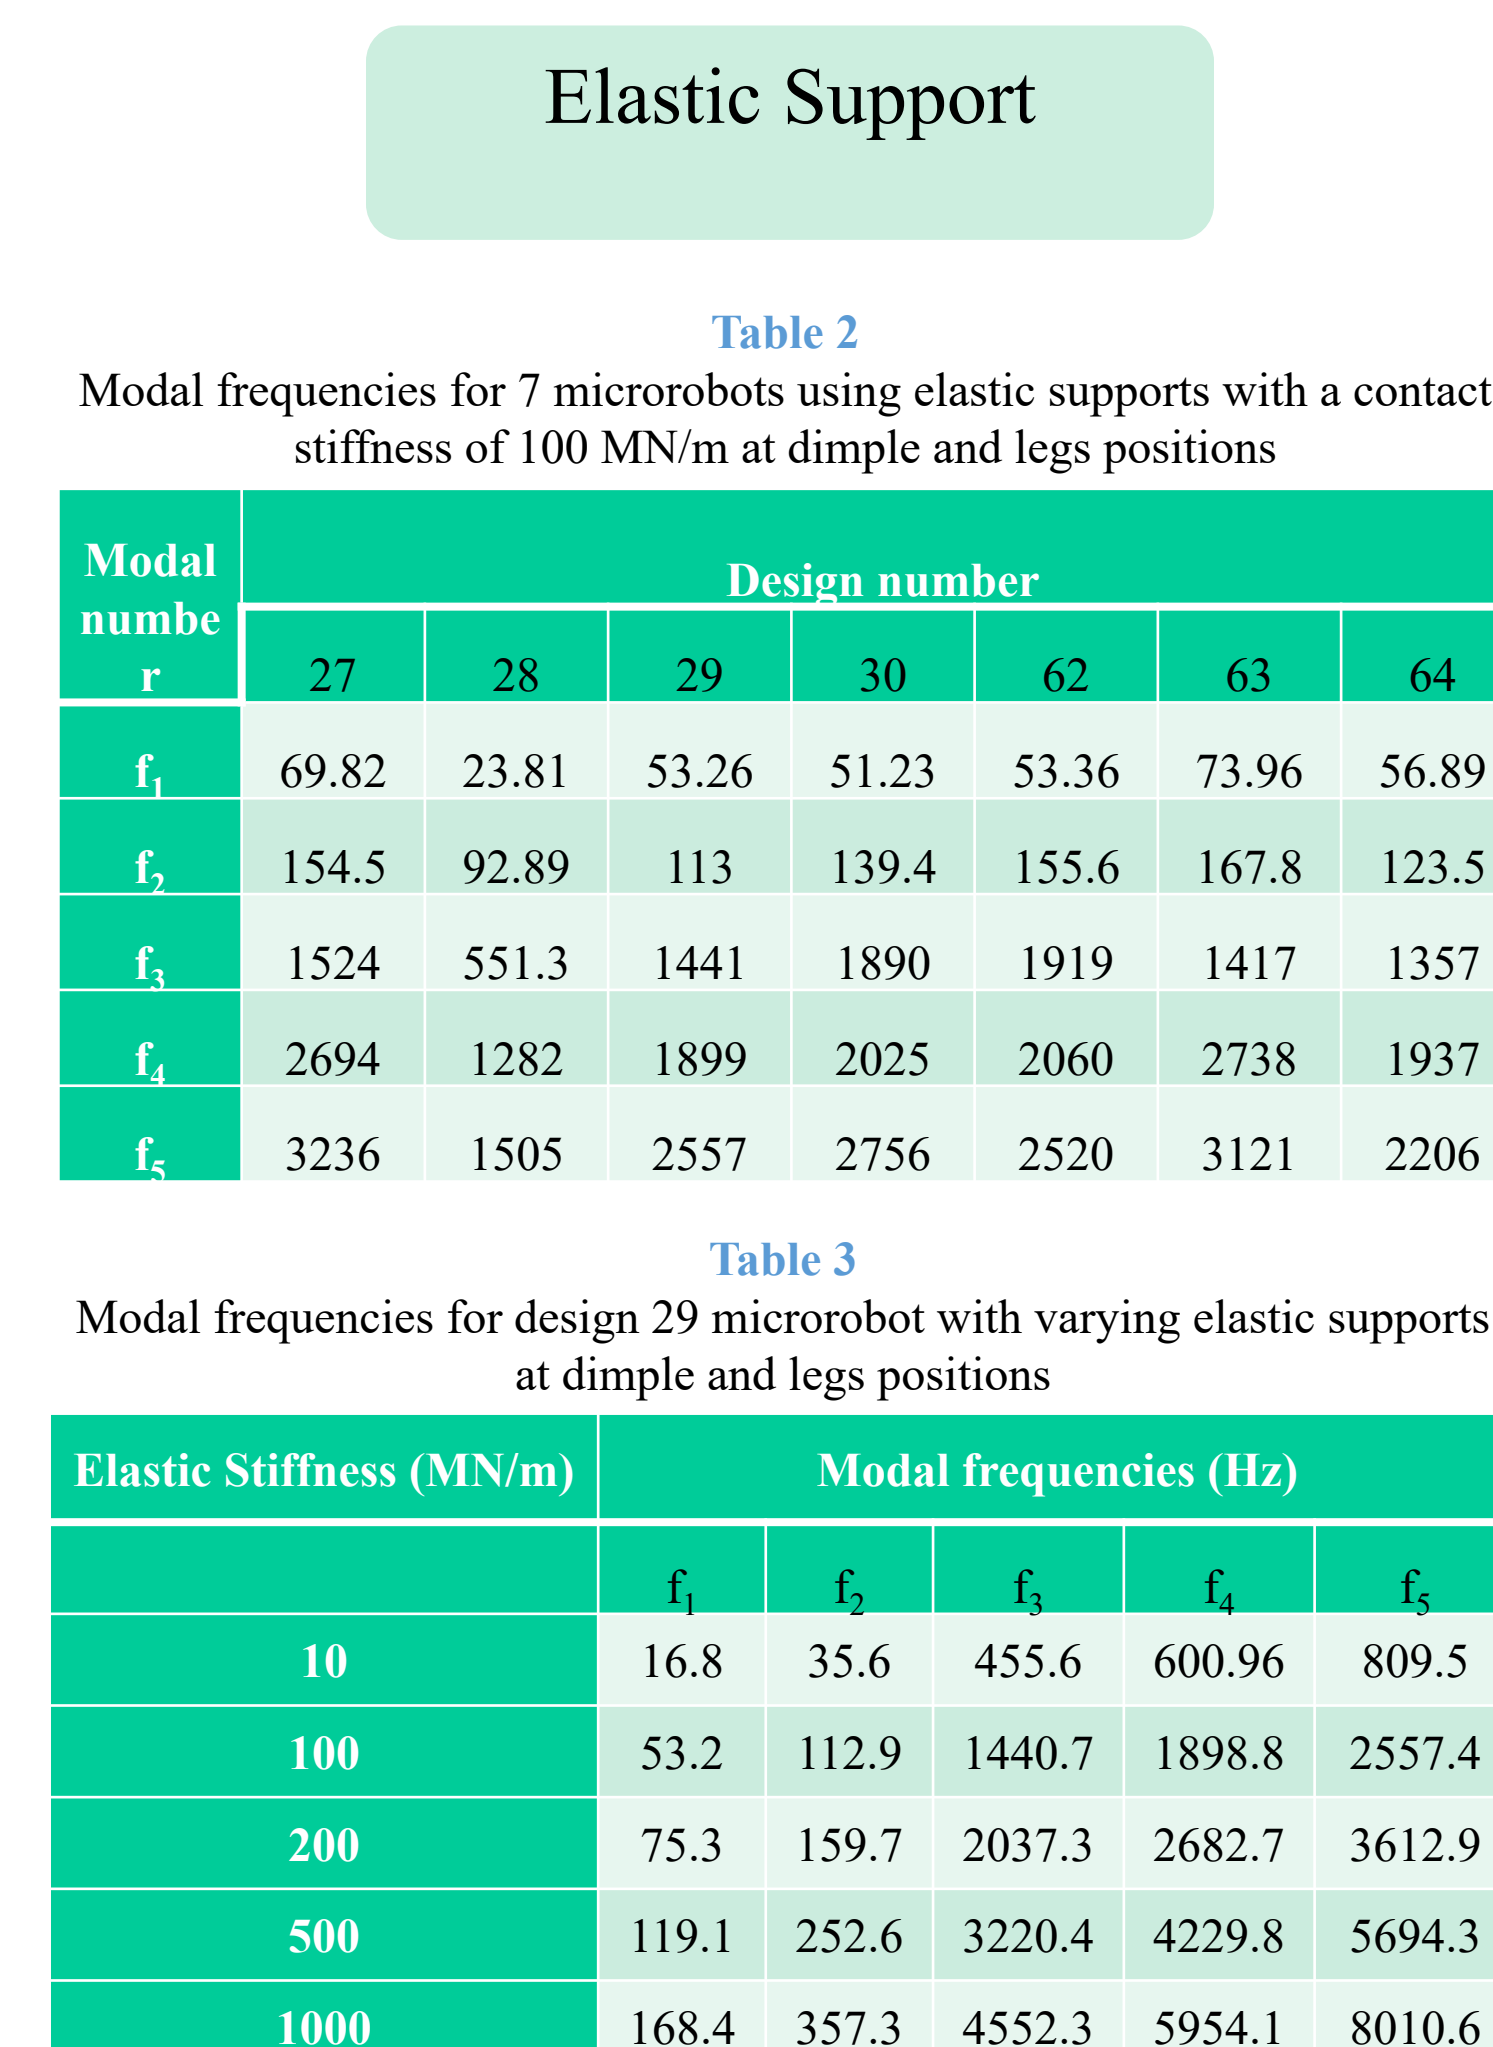 Elastic Support
Table 2
Modal frequencies for 7 microrobots using elastic supports with a contact
stiffness of 100 MN/m at dimple and legs positions
Modal
numbe
r
Design number
27 28 29 30 62 63 64
f₁ 69.82 23.81 53.26 51.23 53.36 73.96 56.89
f₂ 154.5 92.89 113 139.4 155.6 167.8 123.5
f₃ 1524 551.3 1441 1890 1919 1417 1357
f₄ 2694 1282 1899 2025 2060 2738 1937
f₅ 3236 1505 2557 2756 2520 3121 2206
Table 3
Modal frequencies for design 29 microrobot with varying elastic supports
at dimple and legs positions
Elastic Stiffness (MN/m) Modal frequencies (Hz)
f₁ f₂ f₃ f₄ f₅
10 16.8 35.6 455.6 600.96 809.5
100 53.2 112.9 1440.7 1898.8 2557.4
200 75.3 159.7 2037.3 2682.7 3612.9
500 119.1 252.6 3220.4 4229.8 5694.3
1000 168.4 357.3 4552.3 5954.1 8010.6